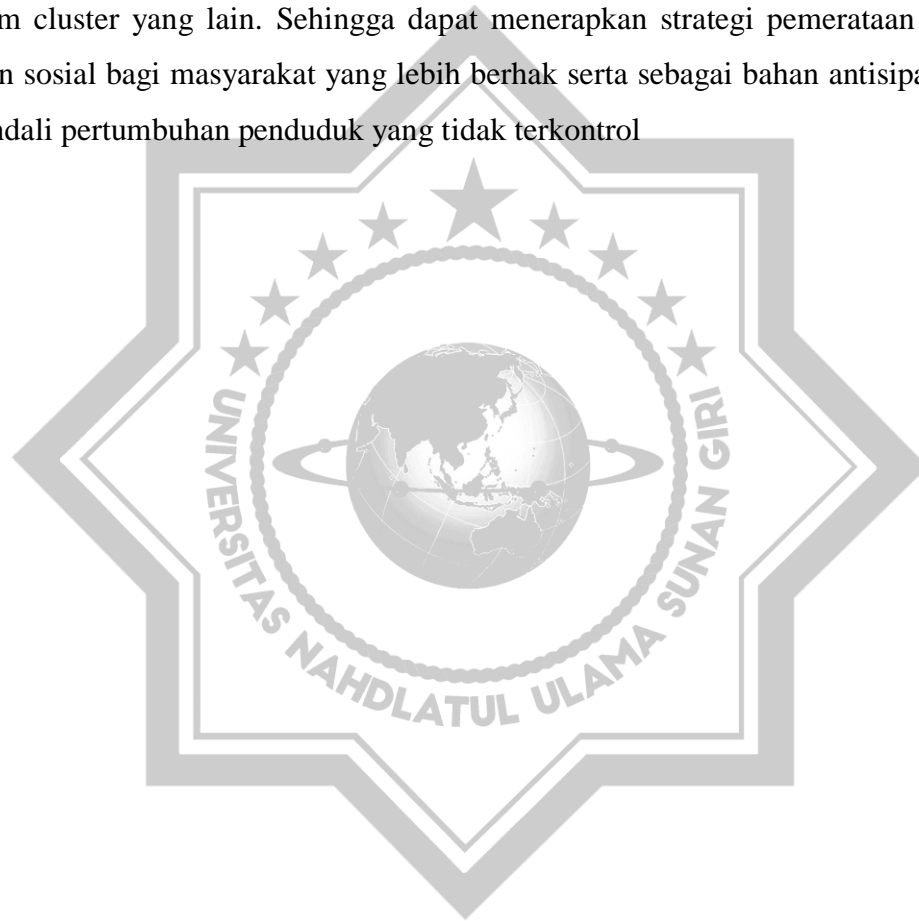 m cluster yang lain. Sehingga dapat menerapkan strategi pemerataan
n sosial bagi masyarakat yang lebih berhak serta sebagai bahan antisipa
ndali pertumbuhan penduduk yang tidak terkontrol
UNIVERSITAS NAHDLATUL ULAMA SUNAN GIRI